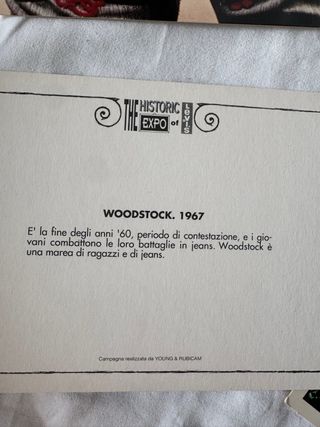 THE HISTORIC
EXPO of Levi's
WOODSTOCK. 1967
E' la fine degli anni '60, periodo di contestazione, e i gio-
vani combattono le loro battaglie in jeans. Woodstock è
una marea di ragazzi e di jeans.
Campagna realizzata da YOUNG & RUBICAM